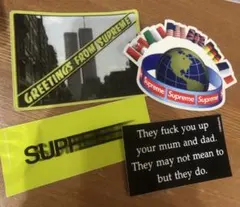 GREETINGS FROM SUPREME
Supreme Supreme Supreme
SUPREME
They fuck you up
your mum and dad.
They may not mean to
but they do.